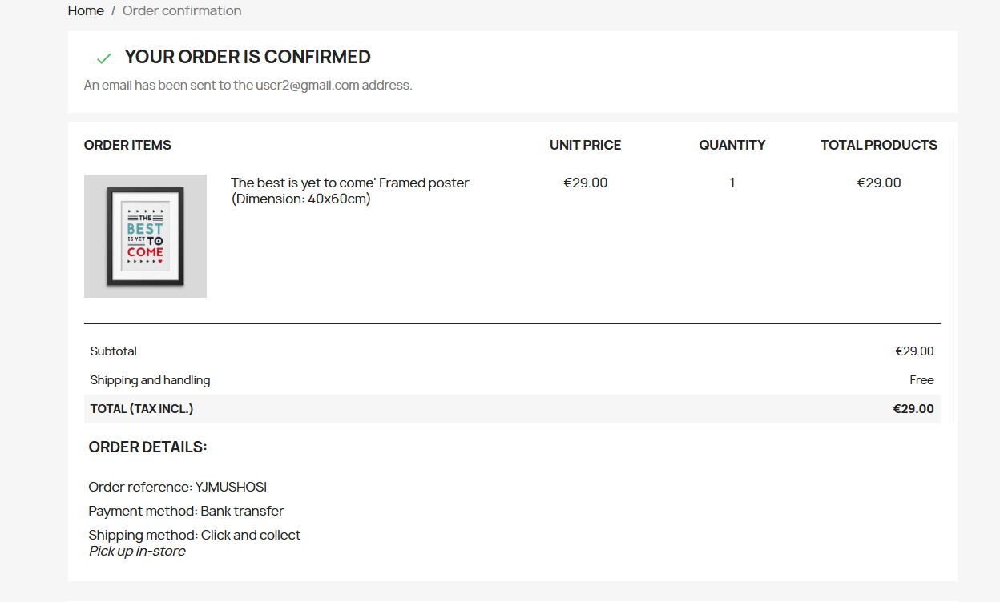 Home / Order confirmation
YOUR ORDER IS CONFIRMED
An email has been sent to the user2@gmail.com address.
ORDER ITEMS UNIT PRICE QUANTITY TOTAL PRODUCTS
The best is yet to come' Framed poster €29.00 1 €29.00
(Dimension: 40x60cm)
THE
BEST
IS YET TO
COME
Subtotal €29.00
Shipping and handling Free
TOTAL (TAX INCL.) €29.00
ORDER DETAILS:
Order reference: YJMUSHOSI
Payment method: Bank transfer
Shipping method: Click and collect
Pick up in-store